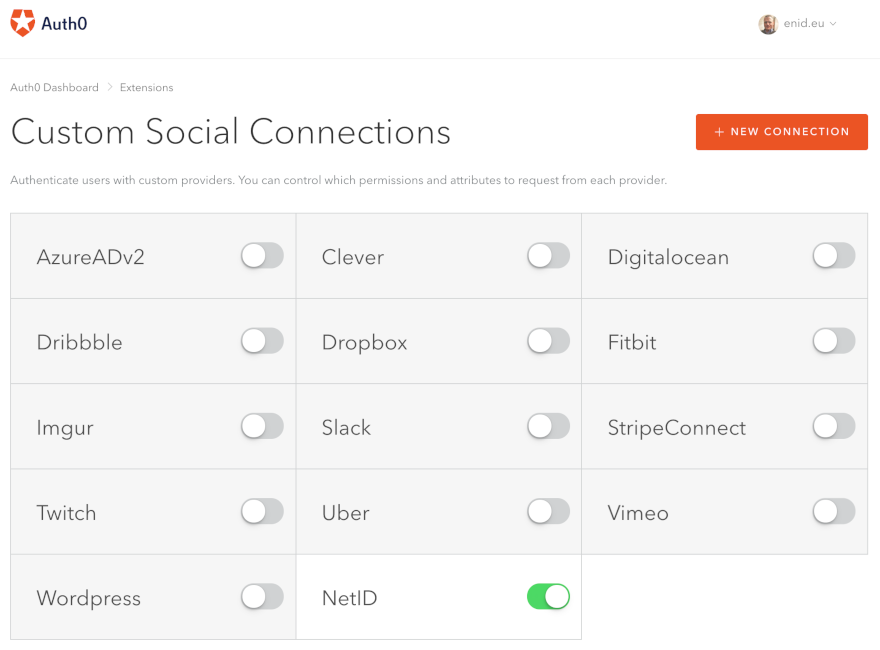 Auth0
enid.eu
Auth0 Dashboard
Extensions
Custom Social Connections
+ NEW CONNECTION
Authenticate users with custom providers. You can control which permissions and attributes to request from each provider.
AzureADv2
Clever
Digitalocean
Dribbble
Dropbox
Fitbit
Imgur
Slack
StripeConnect
Twitch
Uber
Vimeo
Wordpress
NetID